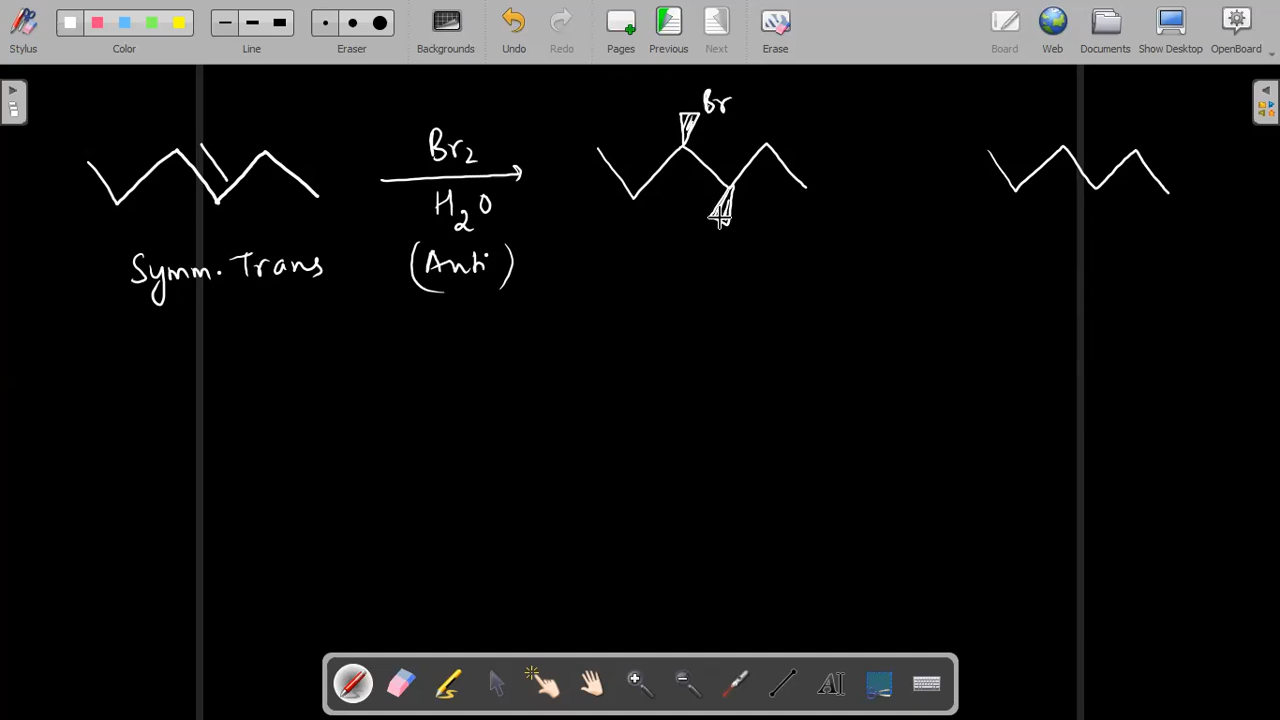 Stylus
Color
Line
Eraser
Backgrounds
Undo
Redo
Pages
Previous
Next
Erase
Board
Web
Documents
Show Desktop
OpenBoard
Br
Br2
H2O
Symm. Trans
(Anti)
AI